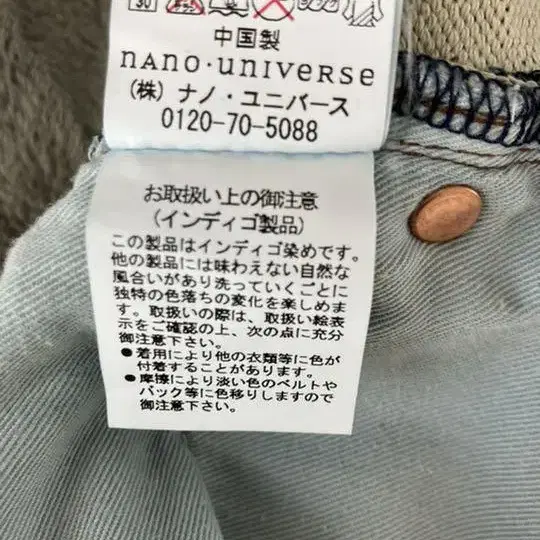 30
中国製
nano・universe
(株) ナノ・ユニバース
0120-70-5088
お取扱い上の御注意
(インディゴ製品)
この製品はインディゴ染めです。
他の製品には味わえない自然な
風合いがあり洗っていくごとに
独特の色落ちの変化を楽しめま
す。取扱いの際は、取扱い絵表
示をご確認の上、次の点に充分
御注意下さい。
●着用により他の衣類等に色が
付着することがあります。
●摩擦により淡い色のベルトや
バック等に色移りしますので
御注意下さい。